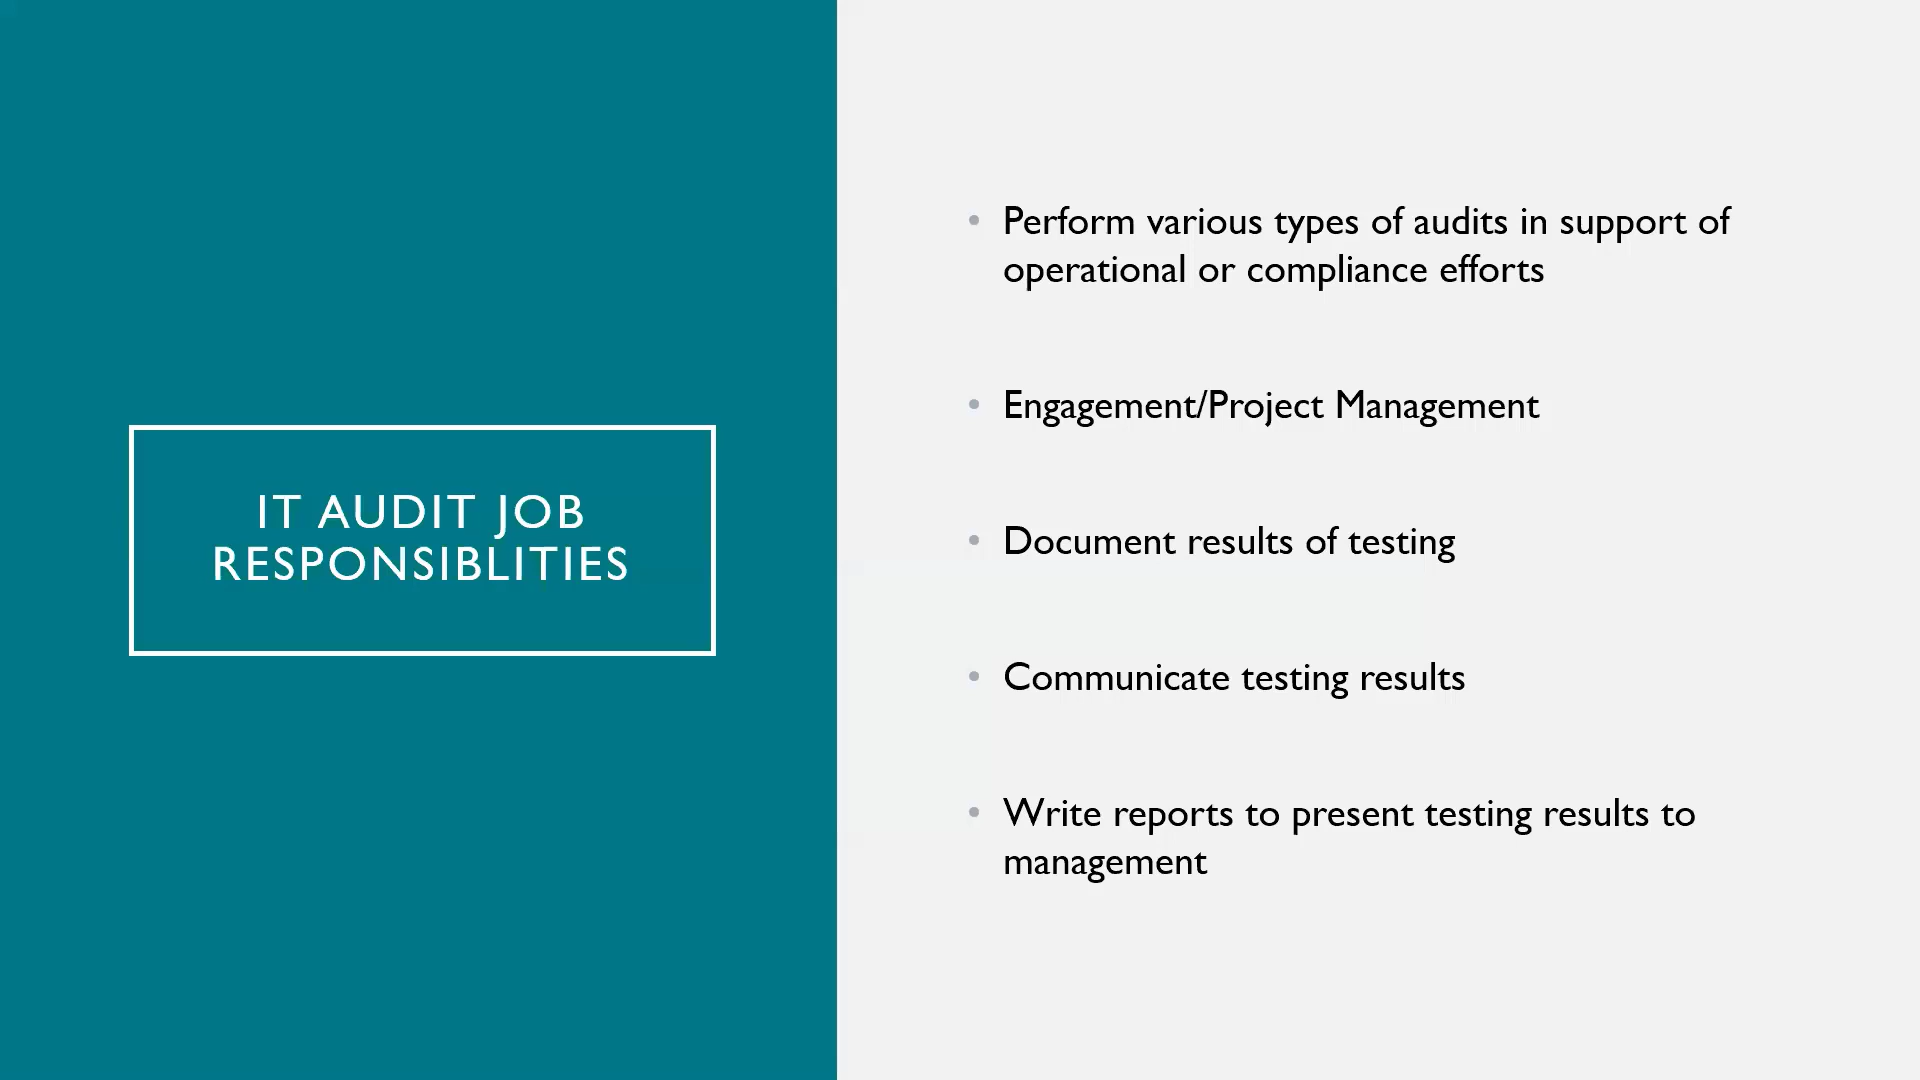 IT AUDIT JOB
RESPONSIBLITIES
• Perform various types of audits in support of
operational or compliance efforts
• Engagement/Project Management
• Document results of testing
• Communicate testing results
• Write reports to present testing results to
management